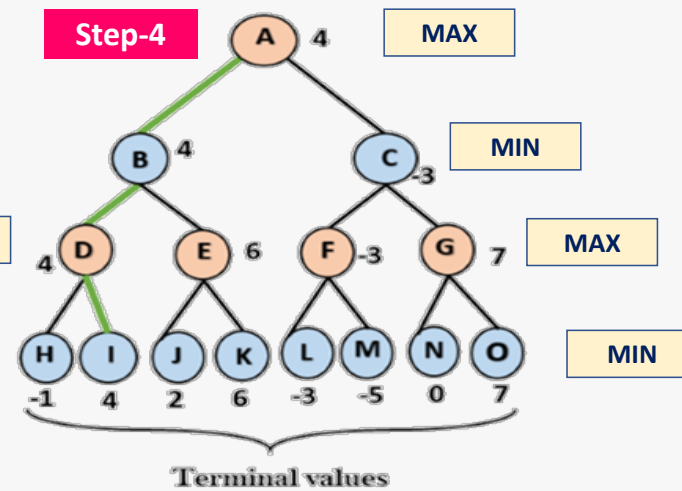 Step-4 A 4 MAX
B 4 C -3 MIN
4 D E 6 F -3 G 7 MAX
H I J K L M N O MIN
-1 4 2 6 -3 -5 0 7
Terminal values